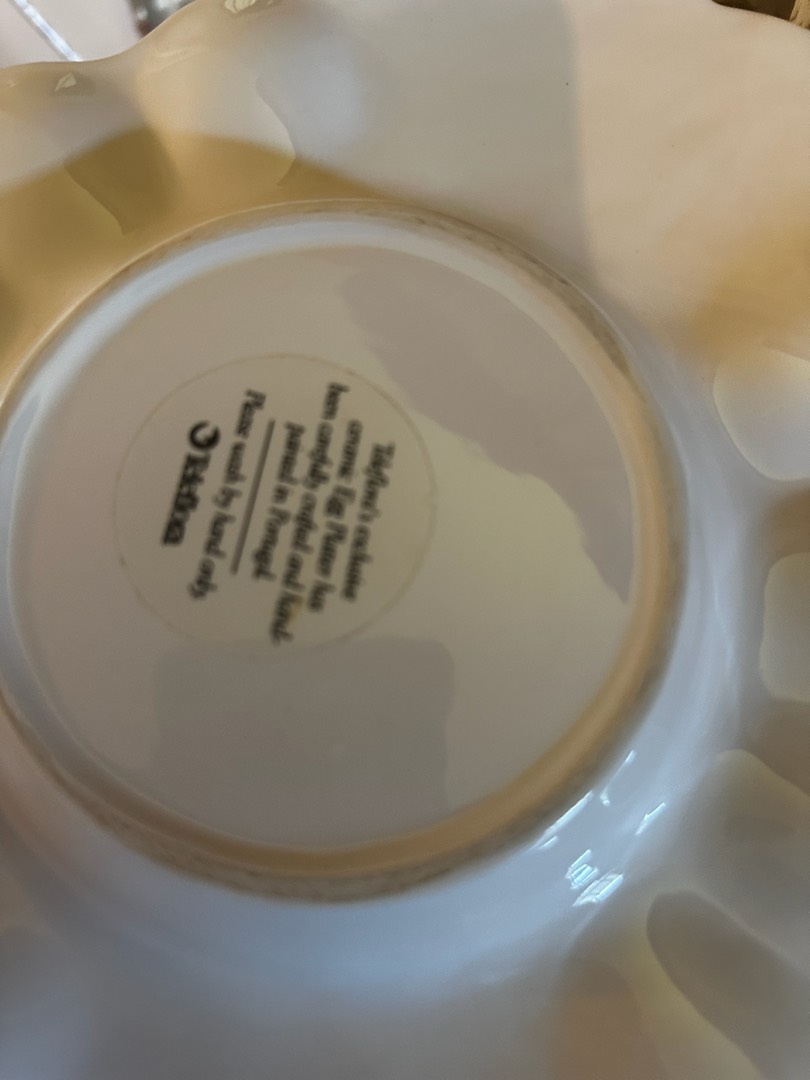 Teleflora's exclusive
ceramic Egg Platter has
been carefully crafted and hand-
painted in Portugal.
Please wash by hand only.
Teleflora